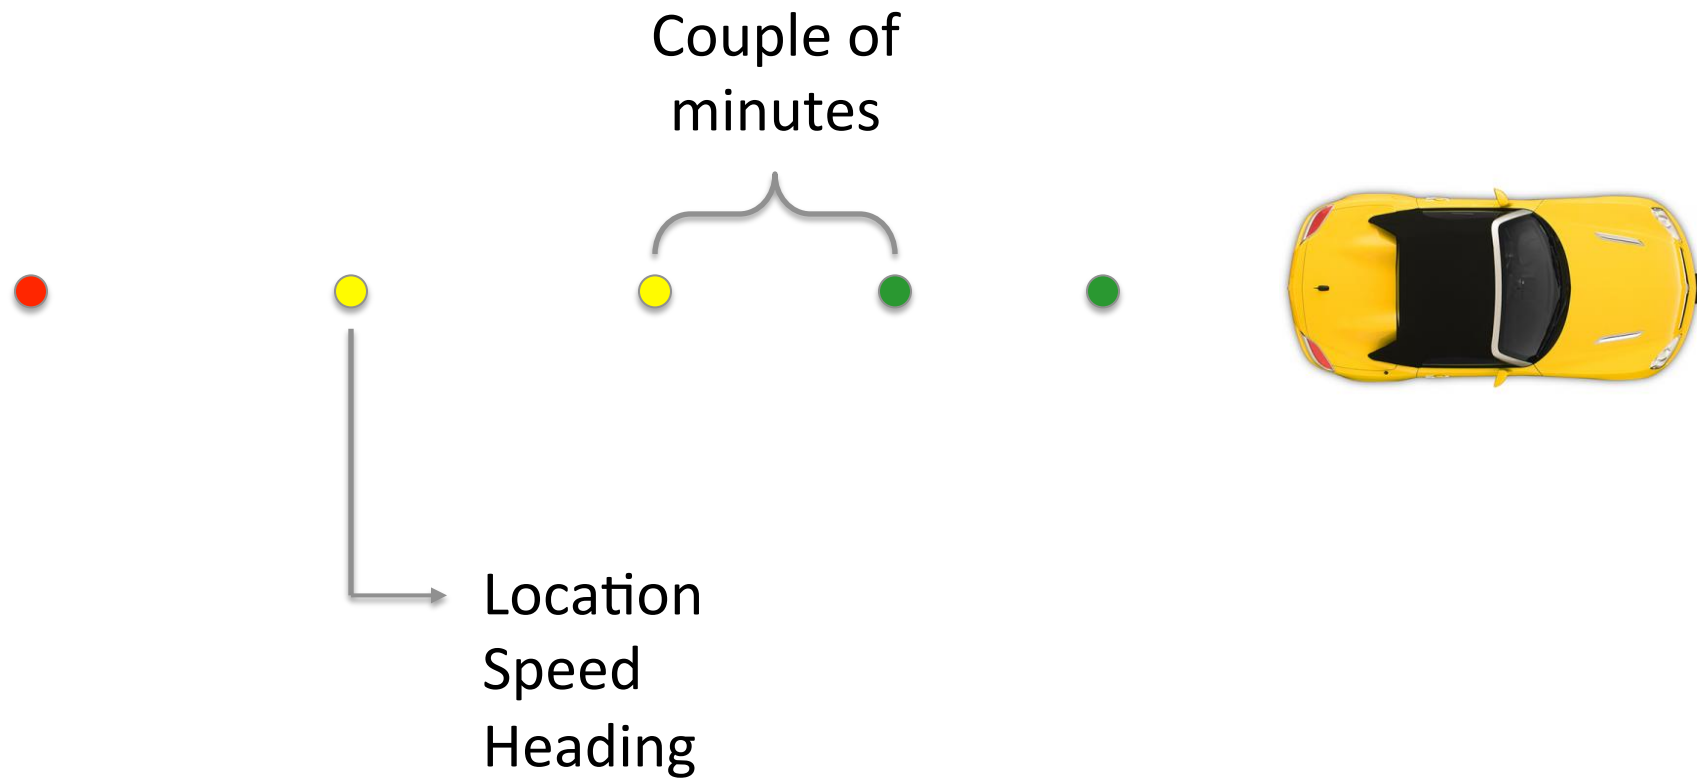 Couple of
minutes
Location
Speed
Heading